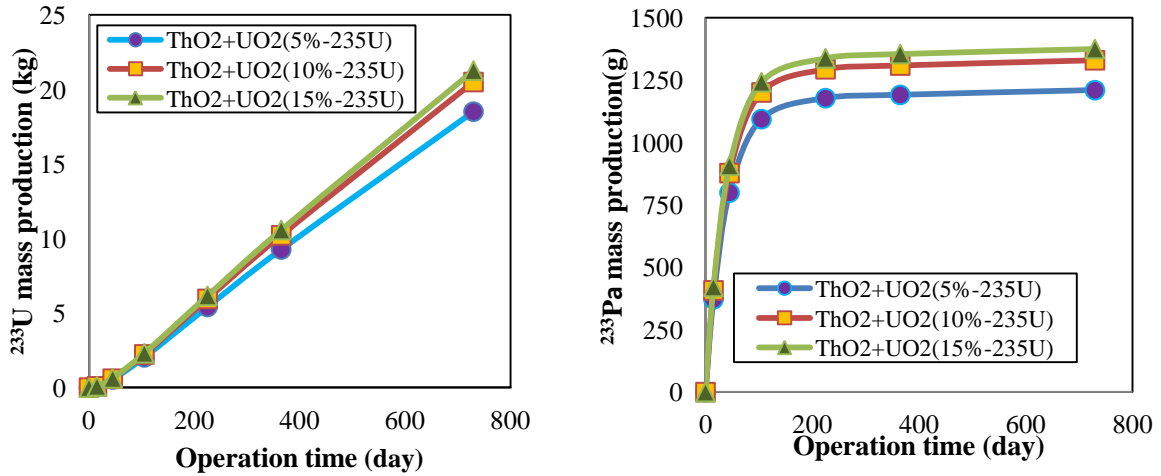 25
20
15
10
5
0
²³³U mass production (kg)
ThO2+UO2(5%-235U)
ThO2+UO2(10%-235U)
ThO2+UO2(15%-235U)
0 200 400 600 800
Operation time (day)
1500
1250
1000
750
500
250
0
²³³Pa mass production(g)
ThO2+UO2(5%-235U)
ThO2+UO2(10%-235U)
ThO2+UO2(15%-235U)
0 200 400 600 800
Operation time (day)